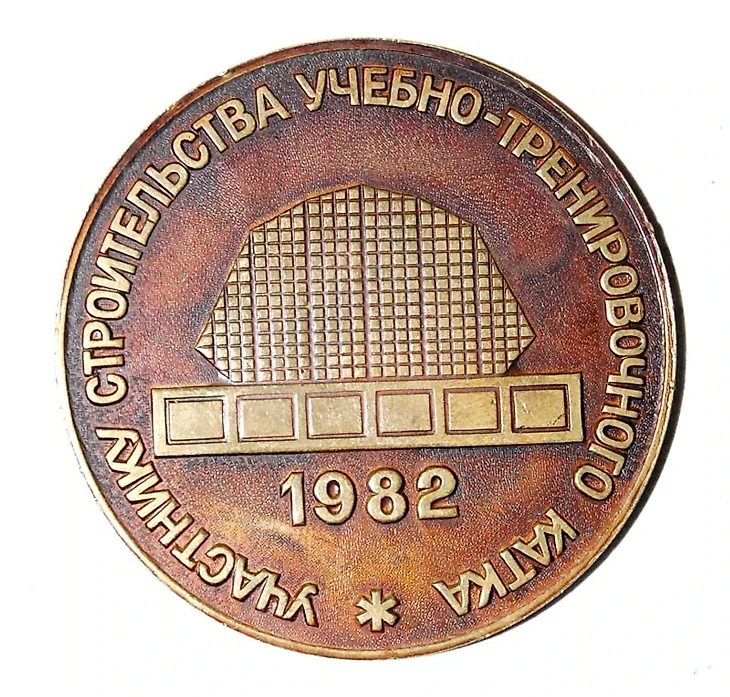 УЧАСТНИКУ СТРОИТЕЛЬСТВА УЧЕБНО-ТРЕНИРОВОЧНОГО КАТКА
1982